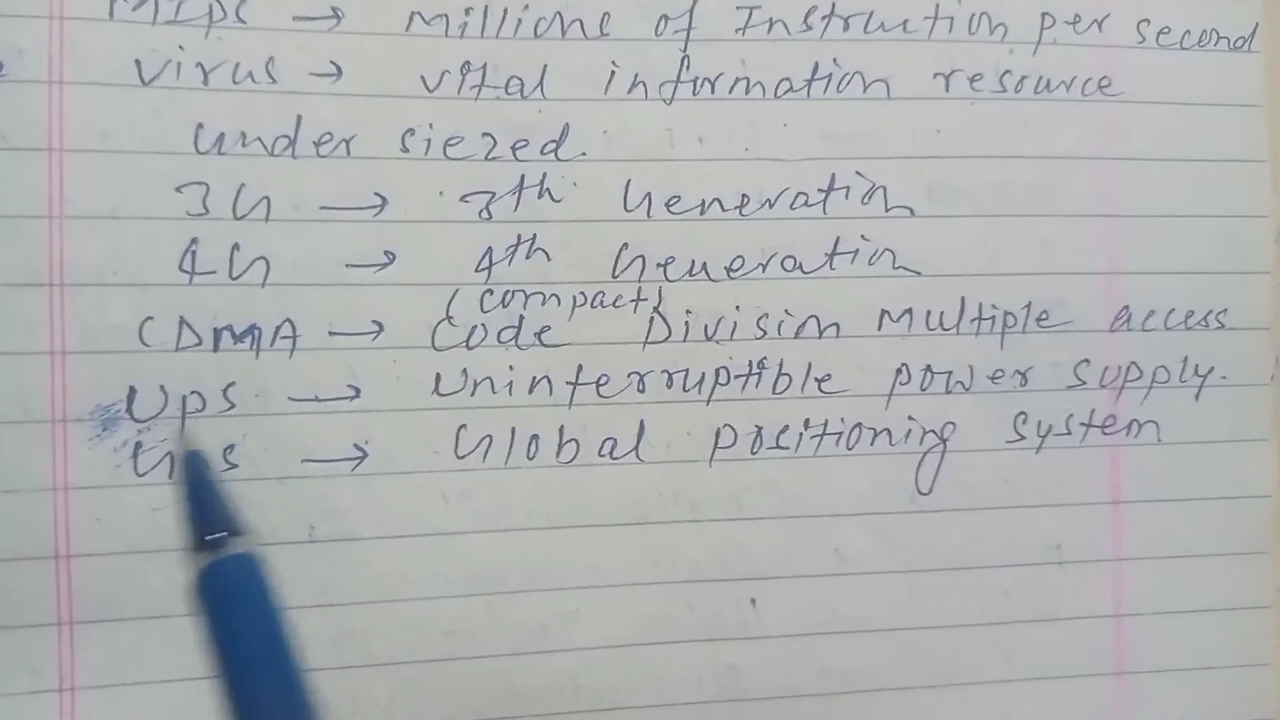 MIPS → Millions of Instruction per second
virus → vital information resource
under siezed.
3G → 3th Generation
4G → 4th Generation
(compact)
CDMA → Code Division Multiple access
UPS → Uninterruptible power supply.
GPS → Global positioning system